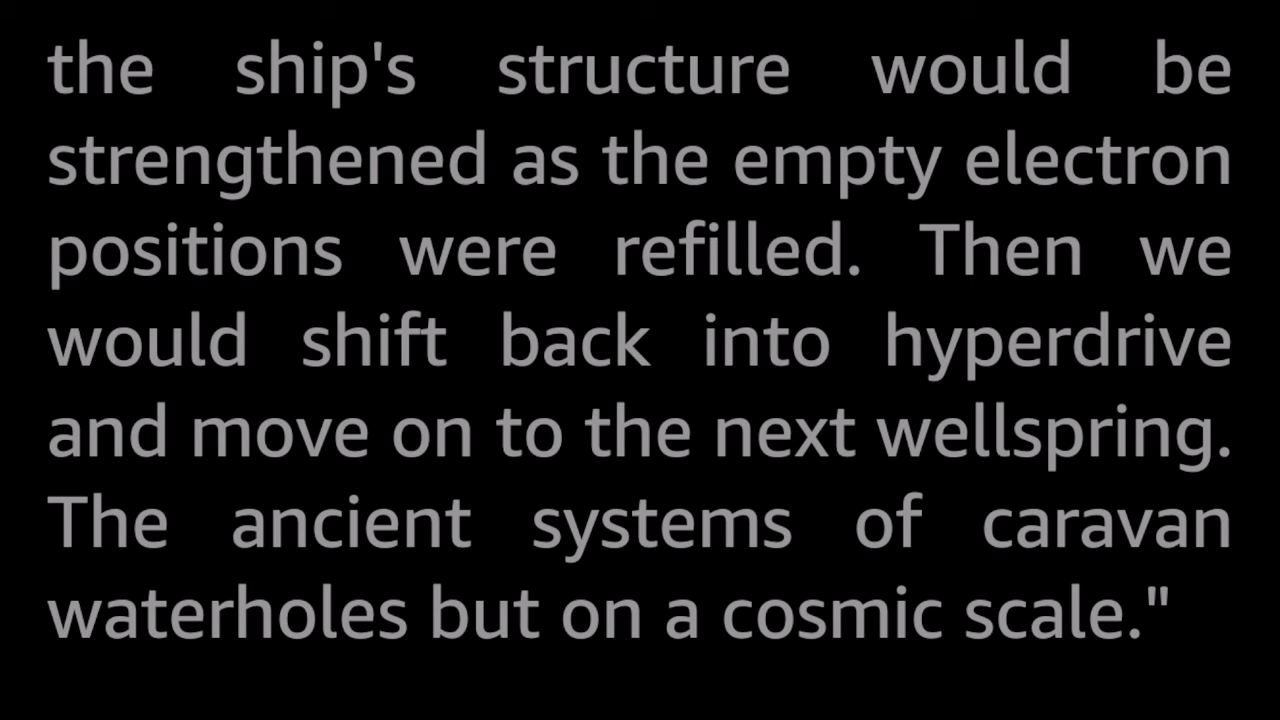 the ship's structure would be
strengthened as the empty electron
positions were refilled. Then we
would shift back into hyperdrive
and move on to the next wellspring.
The ancient systems of caravan
waterholes but on a cosmic scale."